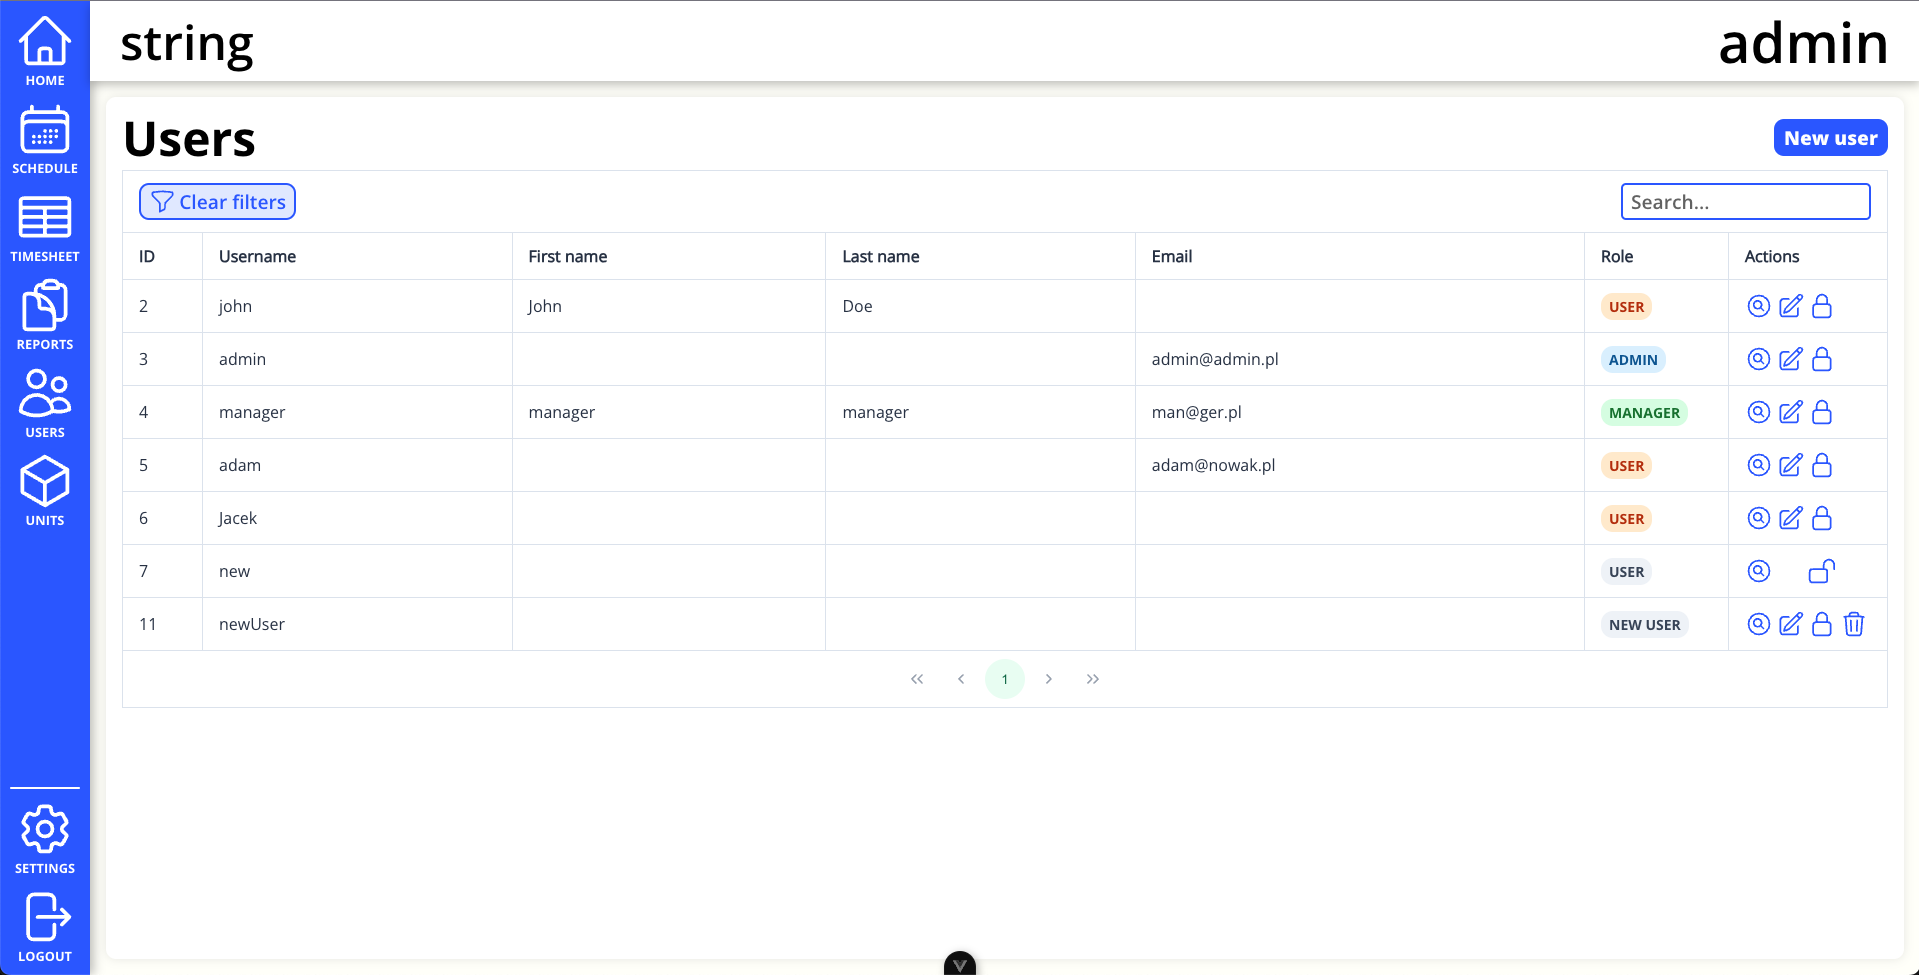 string
admin
HOME
SCHEDULE
TIMESHEET
REPORTS
USERS
UNITS
SETTINGS
LOGOUT
Users
New user
Clear filters
Search...
ID Username First name Last name Email Role Actions
2 john John Doe USER
3 admin admin@admin.pl ADMIN
4 manager manager manager man@ger.pl MANAGER
5 adam adam@nowak.pl USER
6 Jacek USER
7 new USER
11 newUser NEW USER
1